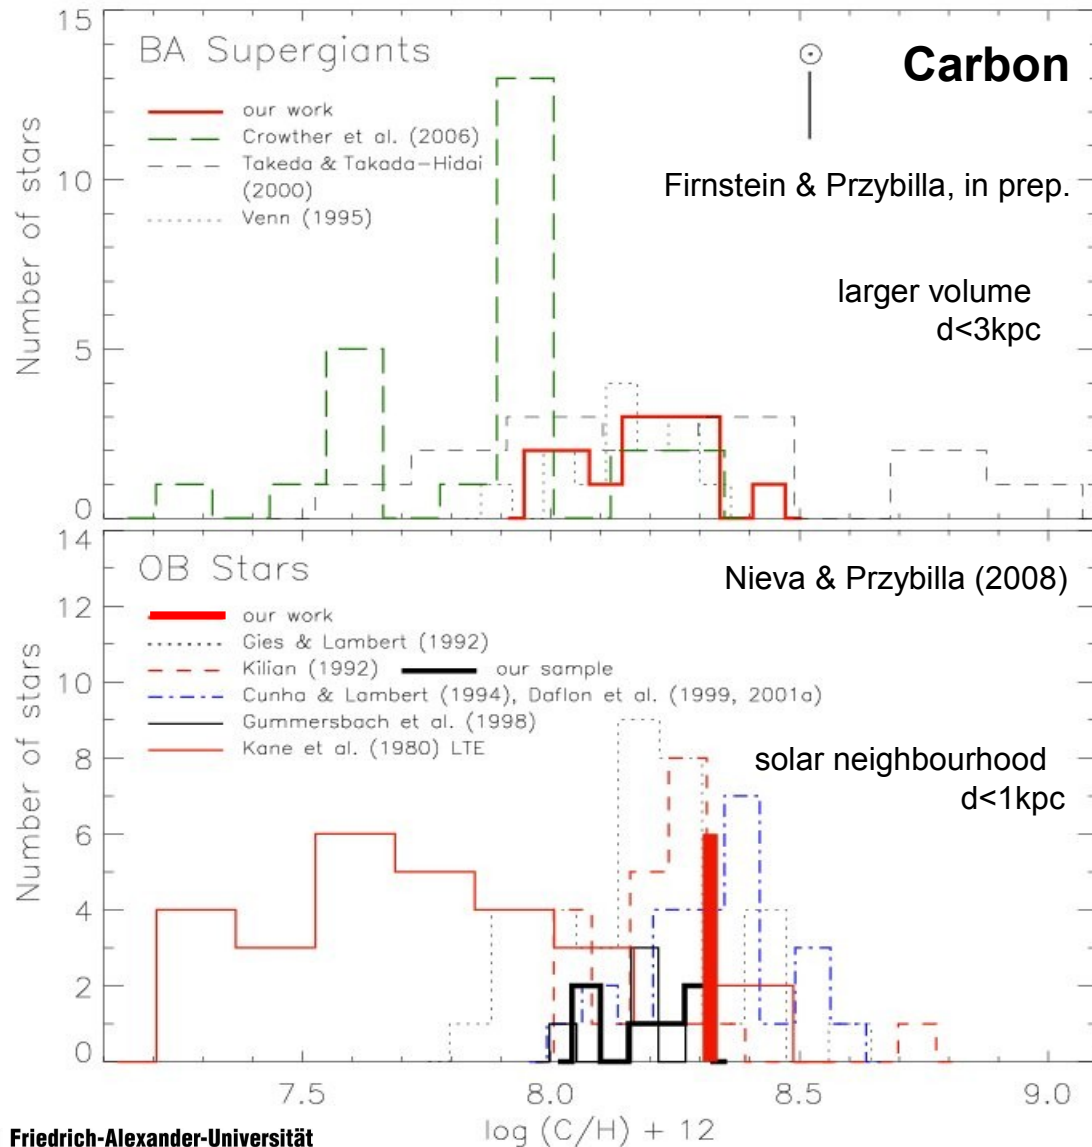 15
BA Supergiants
☉
Carbon
our work
Crowther et al. (2006)
Takeda & Takada-Hidai
(2000)
Venn (1995)
Firnstein & Przybilla, in prep.
larger volume
d<3kpc
Number of stars
10
5
0
14
OB Stars
Nieva & Przybilla (2008)
12
our work
Gies & Lambert (1992)
Kilian (1992) our sample
Cunha & Lambert (1994), Daflon et al. (1999, 2001a)
Gummersbach et al. (1998)
Kane et al. (1980) LTE
solar neighbourhood
d<1kpc
Number of stars
10
8
6
4
2
0
7.5 8.0 8.5 9.0
log (C/H) + 12
Friedrich-Alexander-Universität